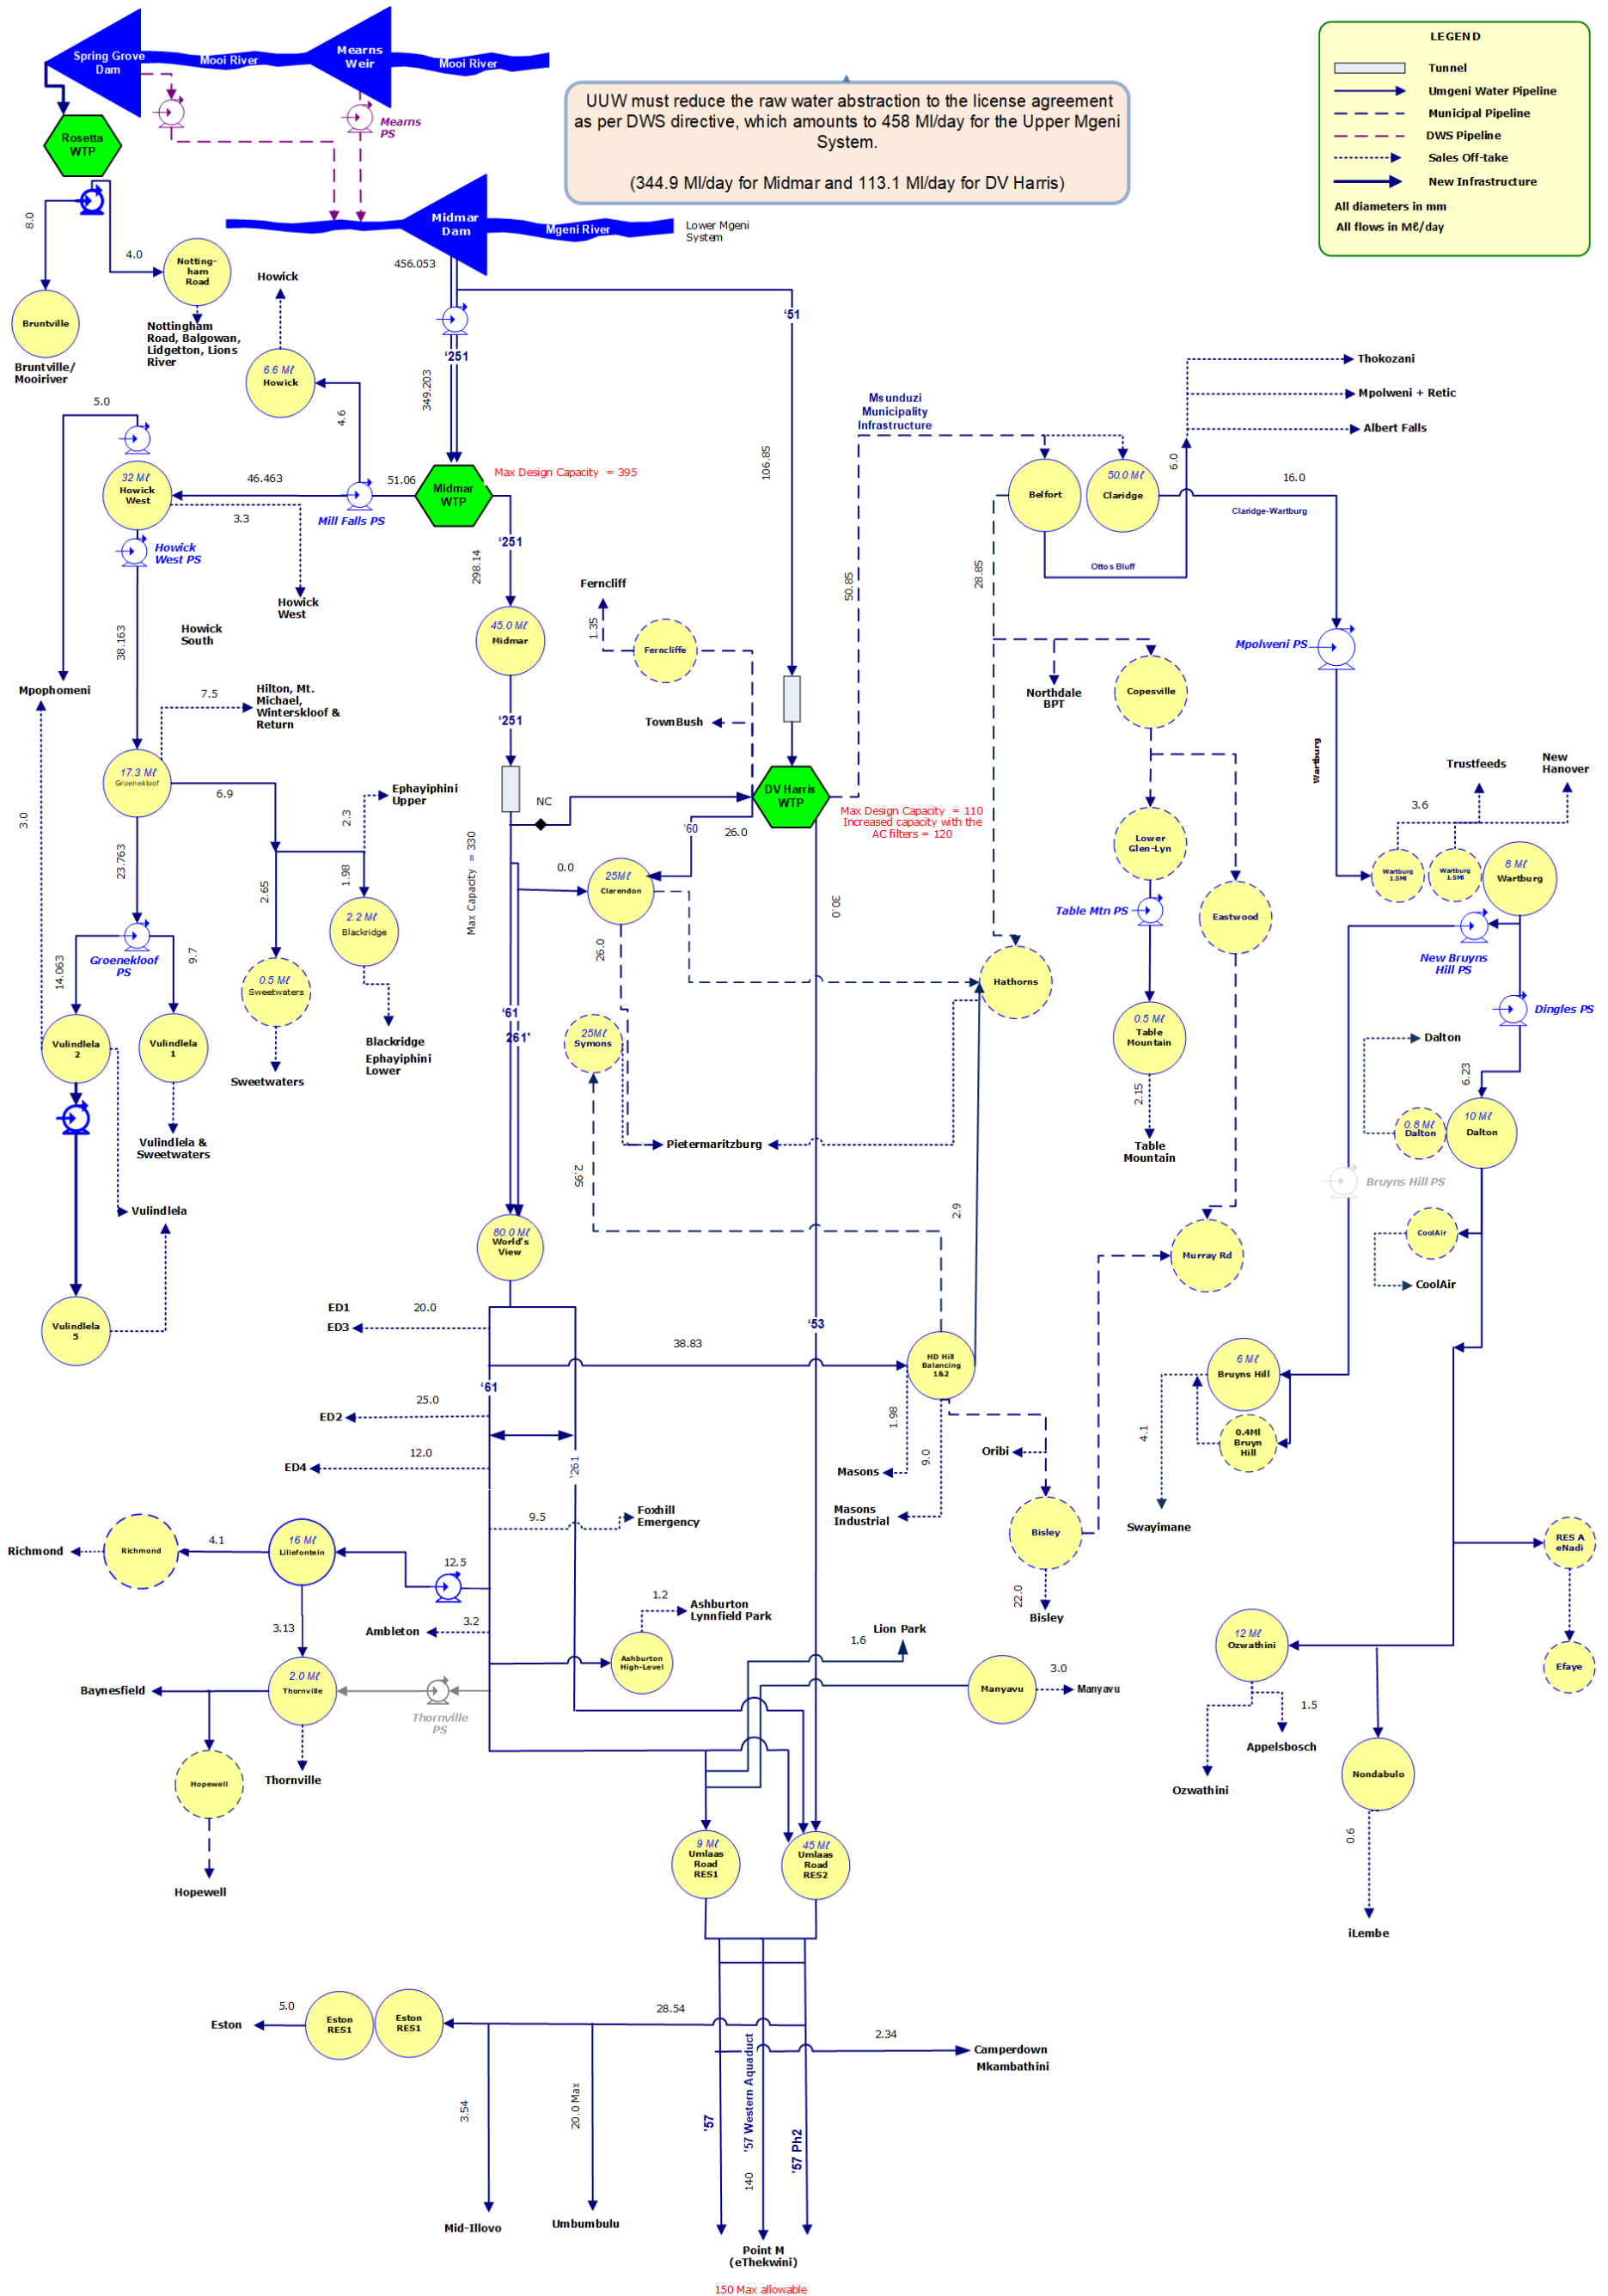 Spring Grove
Dam
Mooi River
Mearns
Weir
Mooi River
Mearns
PS
Rosetta
WTP
UUW must reduce the raw water abstraction to the license agreement
as per DWS directive, which amounts to 458 Ml/day for the Upper Mgeni
System.
(344.9 Ml/day for Midmar and 113.1 Ml/day for DV Harris)
LEGEND
Tunnel
Umgeni Water Pipeline
Municipal Pipeline
DWS Pipeline
Sales Off-take
New Infrastructure
All diameters in mm
All flows in Mℓ/day
8.0
4.0
Notting-
ham
Road
Bruntville
Bruntville/
Mooiriver
Nottingham
Road, Balgowan,
Lidgetton, Lions
River
Midmar
Dam
Mgeni River
Lower Mgeni
System
456.053
'251
349.203
'51
106.85
Howick
6.6 Mℓ
Howick
4.6
5.0
32 Mℓ
Howick
West
46.463
51.06
3.3
Mill Falls PS
Midmar
WTP
Max Design Capacity = 395
Howick
West PS
Howick
West
Howick
South
38.163
Mpophomeni
7.5
Hilton, Mt.
Michael,
Winterskloof &
Return
17.3 Mℓ
Groenekloof
6.9
3.0
23.763
2.65
2.3
1.98
Ephayiphini
Upper
2.2 Mℓ
Blackridge
Blackridge
Ephayiphini
Lower
0.5 Mℓ
Sweetwaters
Sweetwaters
Groenekloof
PS
14.063
9.7
Vulindlela
2
Vulindlela
1
Vulindlela &
Sweetwaters
Vulindlela
Vulindlela
5
'251
298.14
45.0 Mℓ
Midmar
'251
NC
Max Capacity = 330
0.0
'61
261'
80.0 Mℓ
World's
View
Ferncliff
1.35
Ferncliffe
TownBush
DV Harris
WTP
Max Design Capacity = 110
Increased capacity with the
AC filters = 120
'60
26.0
25Mℓ
Clarendon
26.0
30.0
25Mℓ
Symons
Pietermaritzburg
2.95
Msunduzi
Municipality
Infrastructure
50.85
Belfort
50.0 Mℓ
Claridge
28.85
Ottos Bluff
6.0
Thokozani
Mpolweni + Retic
Albert Falls
16.0
Claridge-Wartburg
Mpolweni PS
Wartburg
Northdale
BPT
Copesville
Lower
Glen-Lyn
Table Mtn PS
Eastwood
Hathorns
0.5 Mℓ
Table
Mountain
2.15
Table
Mountain
Murray Rd
2.9
Trustfeeds
New
Hanover
3.6
Wartburg
1.5Ml
Wartburg
1.5Ml
8 Mℓ
Wartburg
New Bruyns
Hill PS
Dingles PS
Dalton
6.23
0.8 Mℓ
Dalton
10 Mℓ
Dalton
Bruyns Hill PS
CoolAir
CoolAir
6 Mℓ
Bruyns Hill
0.4Ml
Bruyn
Hill
4.1
Swayimane
RES A
eNadi
Efaye
12 Mℓ
Ozwathini
1.5
Appelsbosch
Ozwathini
Nondabulo
0.6
iLembe
ED1
20.0
ED3
38.83
'61
'53
HD Hill
Balancing
1&2
25.0
ED2
12.0
ED4
'261
1.98
9.0
Masons
Masons
Industrial
Oribi
Bisley
22.0
Bisley
9.5
Foxhill
Emergency
Richmond
Richmond
4.1
16 Mℓ
Liliefontein
12.5
3.13
Ambleton
3.2
1.2
Ashburton
Lynnfield Park
Ashburton
High-Level
Lion Park
1.6
Manyavu
3.0
Manyavu
Baynesfield
2.0 Mℓ
Thornville
Thornville
PS
Thornville
Hopewell
Hopewell
9 Mℓ
Umlaas
Road
RES1
45 Mℓ
Umlaas
Road
RES2
Eston
5.0
Eston
RES1
Eston
RES1
28.54
2.34
Camperdown
Mkambathini
3.54
20.0 Max
Mid-Illovo
Umbumbulu
'57
'57 Western Aquaduct
140
'57 Ph2
Point M
(eThekwini)
150 Max allowable